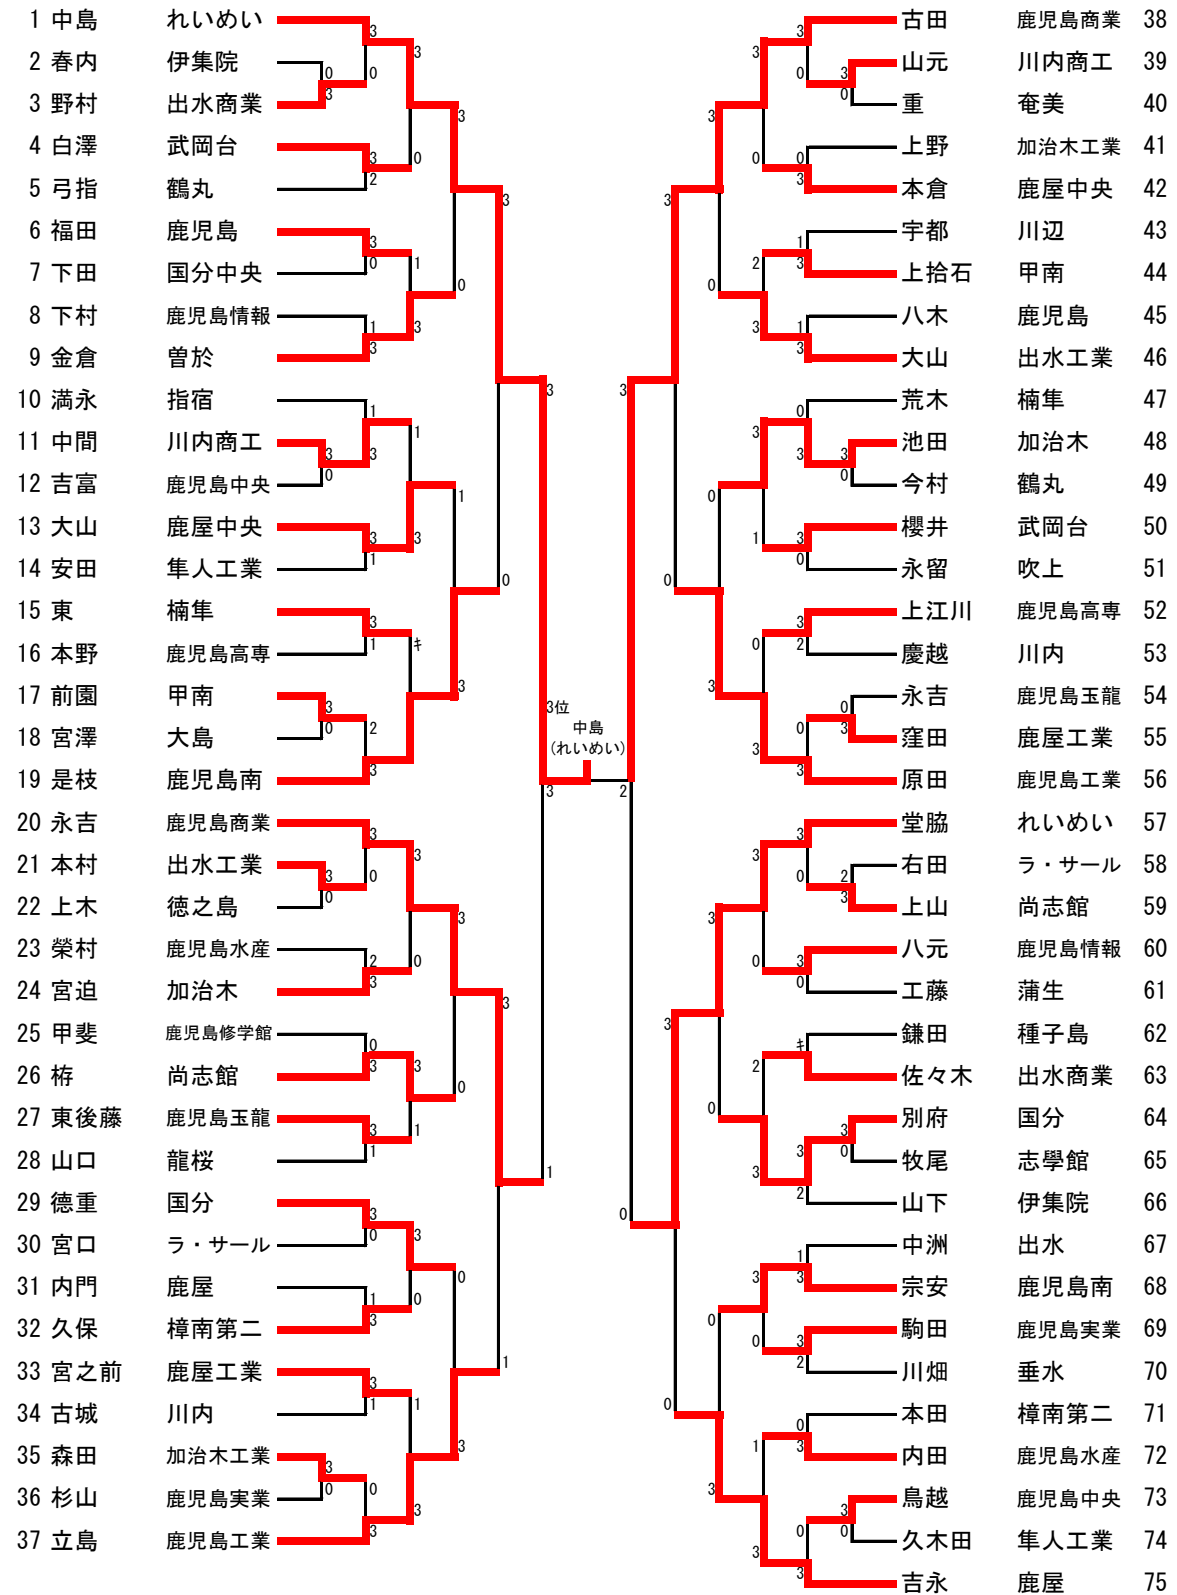 1 中島 れいめい
2 春内 伊集院
3 野村 出水商業
4 白澤 武岡台
5 弓指 鶴丸
6 福田 鹿児島
7 下田 国分中央
8 下村 鹿児島情報
9 金倉 曽於
10 満永 指宿
11 中間 川内商工
12 吉富 鹿児島中央
13 大山 鹿屋中央
14 安田 隼人工業
15 東 楠隼
16 本野 鹿児島高専
17 前園 甲南
18 宮澤 大島
19 是枝 鹿児島南
20 永吉 鹿児島商業
21 本村 出水工業
22 上木 徳之島
23 榮村 鹿児島水産
24 宮迫 加治木
25 甲斐 鹿児島修学館
26 栫 尚志館
27 東後藤 鹿児島玉龍
28 山口 龍桜
29 德重 国分
30 宮口 ラ・サール
31 内門 鹿屋
32 久保 樟南第二
33 宮之前 鹿屋工業
34 古城 川内
35 森田 加治木工業
36 杉山 鹿児島実業
37 立島 鹿児島工業
3位
中島
(れいめい)
3 2
古田 鹿児島商業 38
山元 川内商工 39
重 奄美 40
上野 加治木工業 41
本倉 鹿屋中央 42
宇都 川辺 43
上拾石 甲南 44
八木 鹿児島 45
大山 出水工業 46
荒木 楠隼 47
池田 加治木 48
今村 鶴丸 49
櫻井 武岡台 50
永留 吹上 51
上江川 鹿児島高専 52
慶越 川内 53
永吉 鹿児島玉龍 54
窪田 鹿屋工業 55
原田 鹿児島工業 56
堂脇 れいめい 57
右田 ラ・サール 58
上山 尚志館 59
八元 鹿児島情報 60
工藤 蒲生 61
鎌田 種子島 62
佐々木 出水商業 63
別府 国分 64
牧尾 志學館 65
山下 伊集院 66
中洲 出水 67
宗安 鹿児島南 68
駒田 鹿児島実業 69
川畑 垂水 70
本田 樟南第二 71
内田 鹿児島水産 72
鳥越 鹿児島中央 73
久木田 隼人工業 74
吉永 鹿屋 75